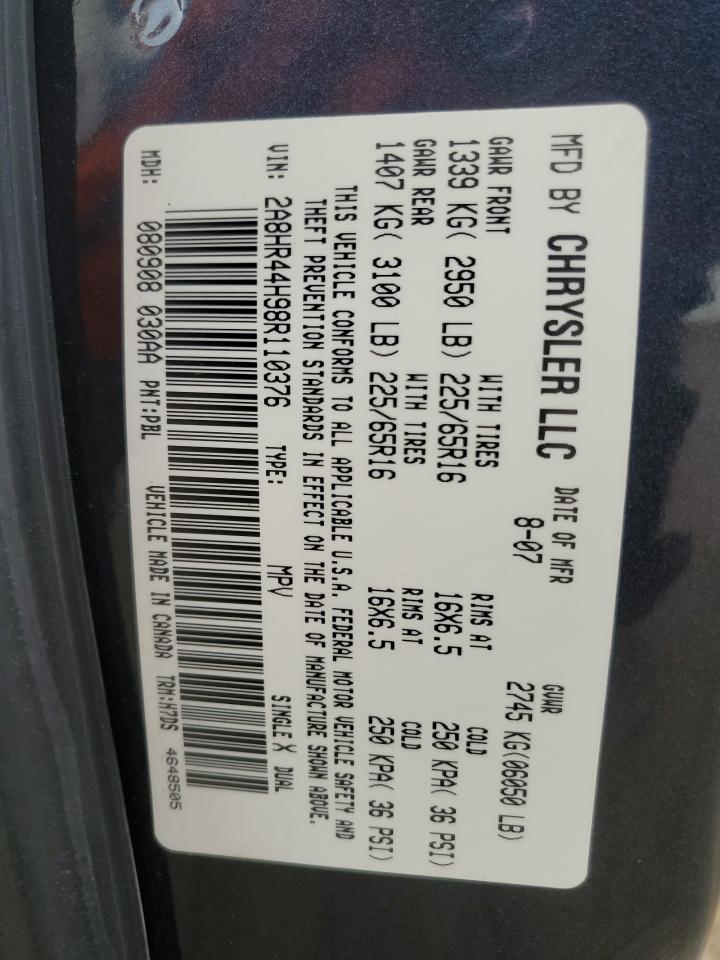 MFD BY CHRYSLER LLC DATE OF MFR GVWR
8-07 2745 KG(06050 LB)
GAWR FRONT WITH TIRES RIMS AT COLD
1339 KG( 2950 LB) 225/65R16 16X6.5 250 KPA( 36 PSI)
GAWR REAR WITH TIRES RIMS AT COLD
1407 KG( 3100 LB) 225/65R16 16X6.5 250 KPA( 36 PSI)
THIS VEHICLE CONFORMS TO ALL APPLICABLE U.S.A. FEDERAL MOTOR VEHICLE SAFETY AND
THEFT PREVENTION STANDARDS IN EFFECT ON THE DATE OF MANUFACTURE SHOWN ABOVE.
VIN: 2A8HR44H98R110376 TYPE: MPV SINGLE X DUAL
MDH: 080908 030AA PNT:PBL VEHICLE MADE IN CANADA TRM:H7DS 4648505